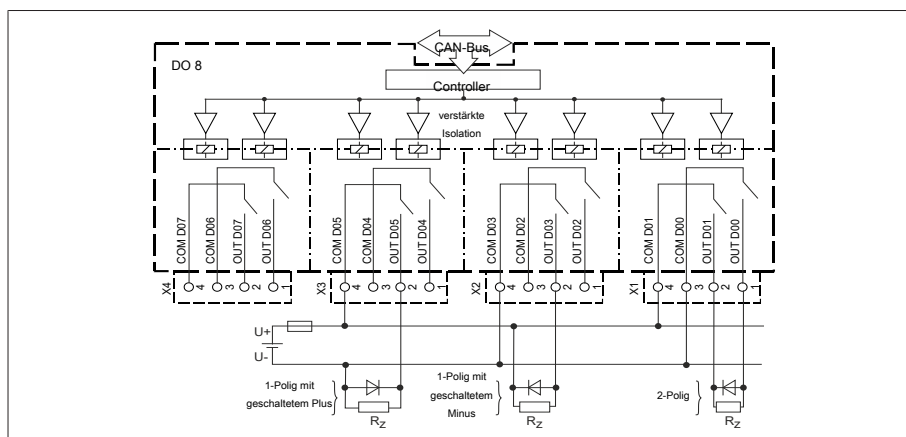 CAN-Bus
DO 8
Controller
verstärkte
Isolation
COM D07
COM D06
OUT D07
OUT D06
COM D05
COM D04
OUT D05
OUT D04
COM D03
COM D02
OUT D03
OUT D02
COM D01
COM D00
OUT D01
OUT D00
X4 4 3 2 1
X3 4 3 2 1
X2 4 3 2 1
X1 4 3 2 1
U+
U-
1-Polig mit
geschaltetem Plus
RZ
1-Polig mit
geschaltetem
Minus
RZ
2-Polig
RZ